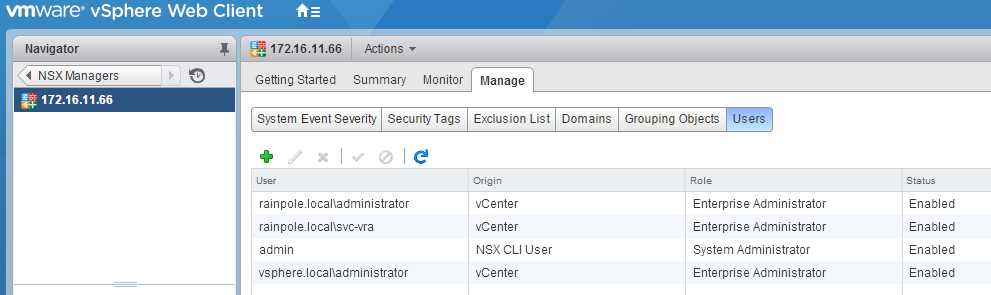 vmware® vSphere Web Client
Navigator
172.16.11.66 Actions
NSX Managers
Getting Started Summary Monitor Manage
172.16.11.66
System Event Severity Security Tags Exclusion List Domains Grouping Objects Users
User Origin Role Status
rainpole.local\administrator vCenter Enterprise Administrator Enabled
rainpole.local\svc-vra vCenter Enterprise Administrator Enabled
admin NSX CLI User System Administrator Enabled
vsphere.local\administrator vCenter Enterprise Administrator Enabled